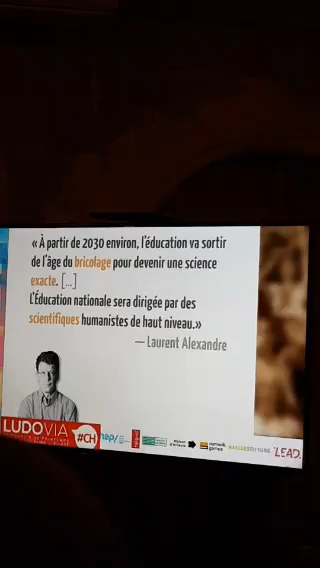 « À partir de 2030 environ, l'éducation va sortir
de l'âge du bricolage pour devenir une science
exacte. [...]
L'Éducation nationale sera dirigée par des
scientifiques humanistes de haut niveau.»
— Laurent Alexandre
LUDOVIA
#CH
LEAD.